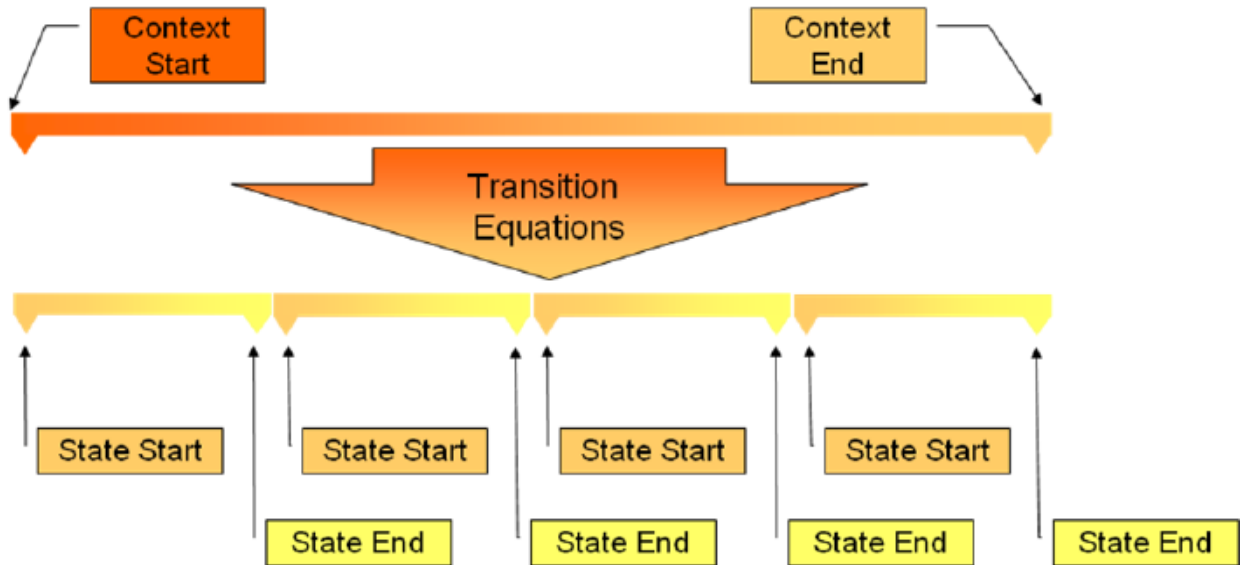 Context
Start
Context
End
Transition
Equations
State Start
State Start
State Start
State Start
State End
State End
State End
State End